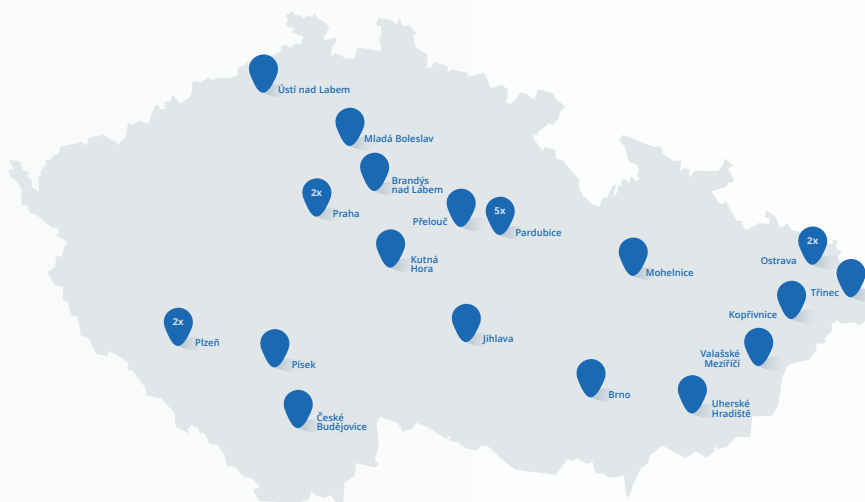 Ústí nad Labem
Mladá Boleslav
Brandýs
nad Labem
2x
Praha
Přelouč
5x
Pardubice
Kutná
Hora
Mohelnice
2x
Ostrava
Třinec
Kopřivnice
2x
Plzeň
Jihlava
Písek
Valašské
Meziříčí
Brno
Uherské
Hradiště
České
Budějovice